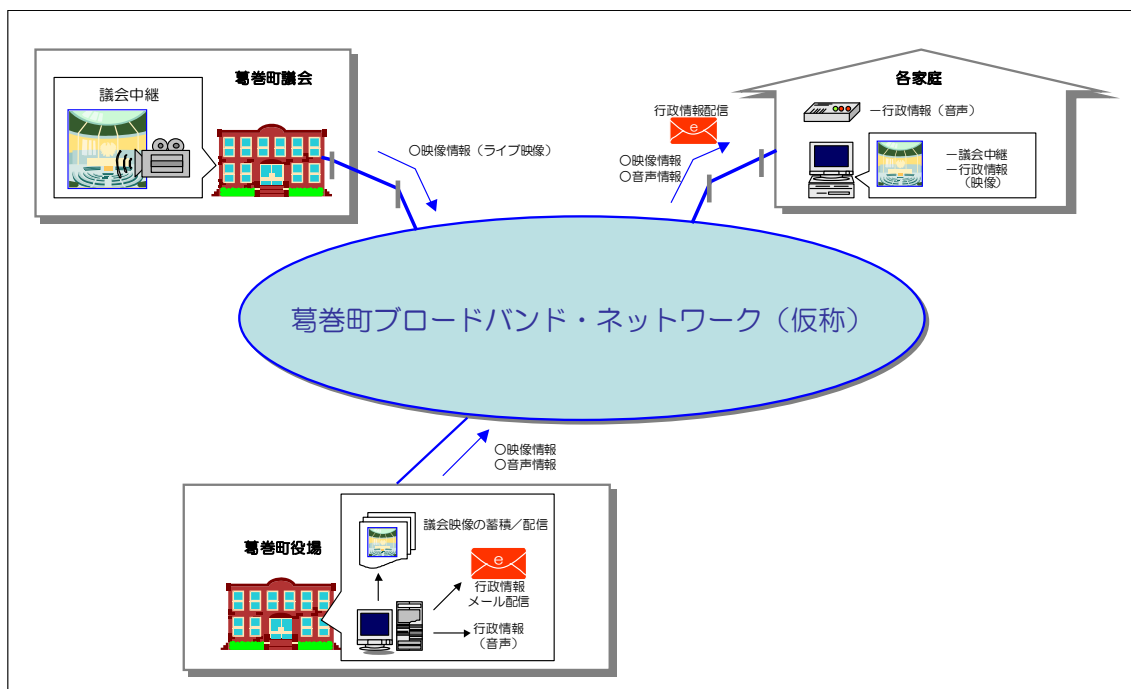 葛巻町議会
議会中継
○映像情報（ライブ映像）
各家庭
行政情報配信
e
○映像情報
○音声情報
－行政情報（音声）
－議会中継
－行政情報
（映像）
葛巻町ブロードバンド・ネットワーク（仮称）
○映像情報
○音声情報
葛巻町役場
議会映像の蓄積／配信
e
行政情報
メール配信
行政情報
（音声）